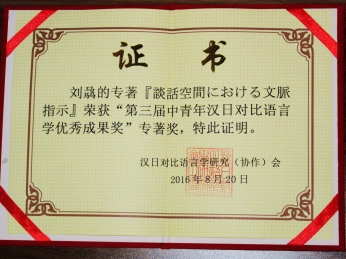 证书
刘骉的专著『談話空間における文脈
指示』荣获“第三届中青年汉日对比语言
学优秀成果奖”专著奖，特此证明。
汉日对比语言学研究（协作）会
2016年8月20日